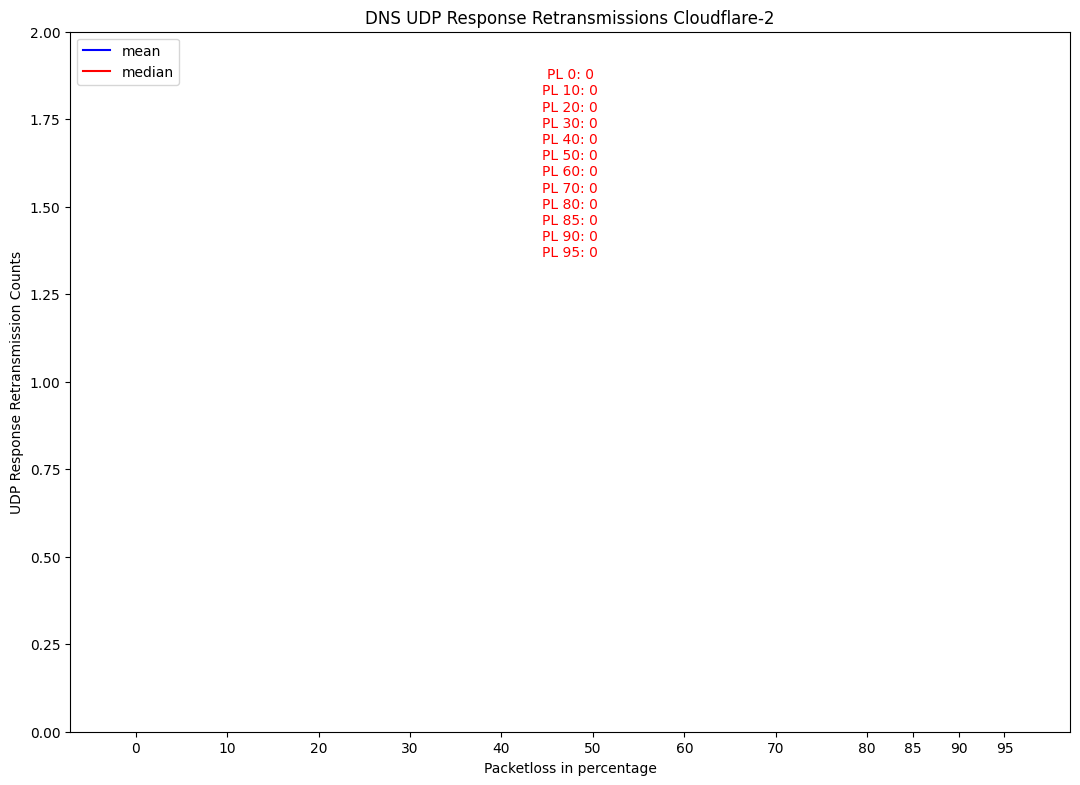 DNS UDP Response Retransmissions Cloudflare-2
mean
median
PL 0: 0
PL 10: 0
PL 20: 0
PL 30: 0
PL 40: 0
PL 50: 0
PL 60: 0
PL 70: 0
PL 80: 0
PL 85: 0
PL 90: 0
PL 95: 0
UDP Response Retransmission Counts
2.00
1.75
1.50
1.25
1.00
0.75
0.50
0.25
0.00
0 10 20 30 40 50 60 70 80 85 90 95
Packetloss in percentage